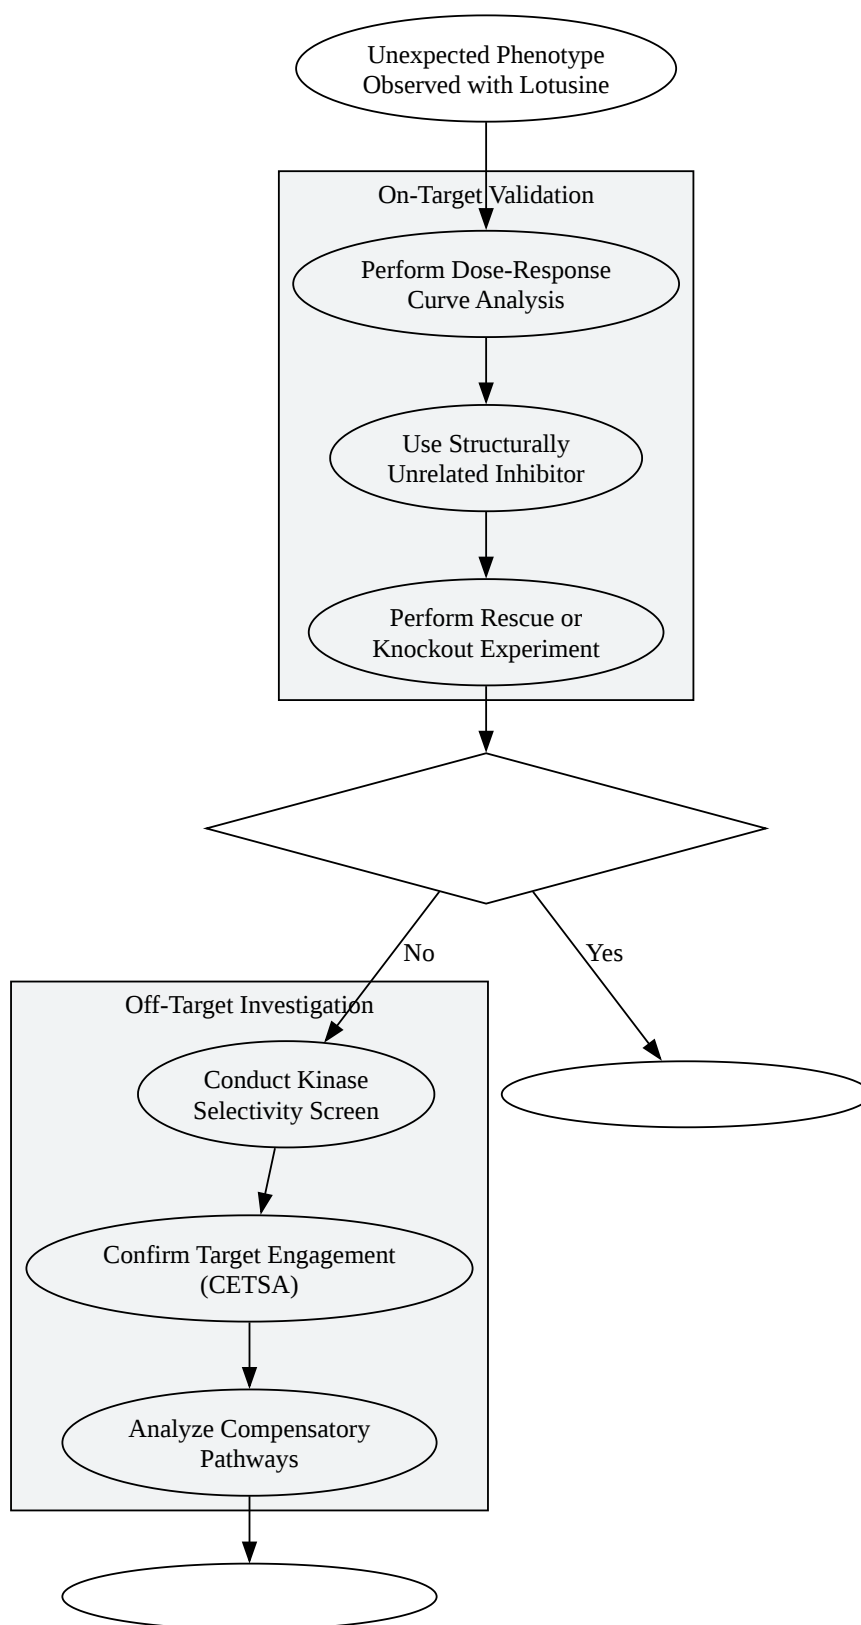 Unexpected Phenotype
Observed with Lotusine
On-Target Validation
Perform Dose-Response
Curve Analysis
Use Structurally
Unrelated Inhibitor
Perform Rescue or
Knockout Experiment
No
Yes
Off-Target Investigation
Conduct Kinase
Selectivity Screen
Confirm Target Engagement
(CETSA)
Analyze Compensatory
Pathways